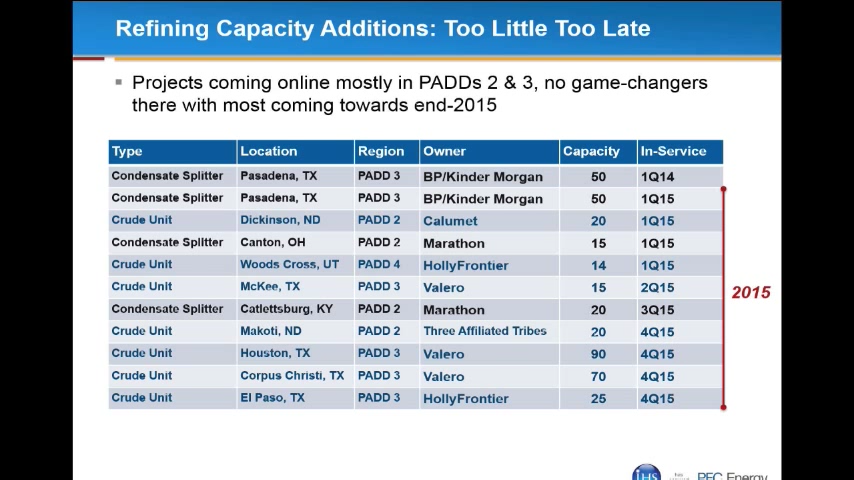 Refining Capacity Additions: Too Little Too Late
Projects coming online mostly in PADDs 2 & 3, no game-changers
there with most coming towards end-2015
Type Location Region Owner Capacity In-Service
Condensate Splitter Pasadena, TX PADD 3 BP/Kinder Morgan 50 1Q14
Condensate Splitter Pasadena, TX PADD 3 BP/Kinder Morgan 50 1Q15
Crude Unit Dickinson, ND PADD 2 Calumet 20 1Q15
Condensate Splitter Canton, OH PADD 2 Marathon 15 1Q15
Crude Unit Woods Cross, UT PADD 4 HollyFrontier 14 1Q15
Crude Unit McKee, TX PADD 3 Valero 15 2Q15
2015
Condensate Splitter Catlettsburg, KY PADD 2 Marathon 20 3Q15
Crude Unit Makoti, ND PADD 2 Three Affiliated Tribes 20 4Q15
Crude Unit Houston, TX PADD 3 Valero 90 4Q15
Crude Unit Corpus Christi, TX PADD 3 Valero 70 4Q15
Crude Unit El Paso, TX PADD 3 HollyFrontier 25 4Q15
IHS PFC Energy